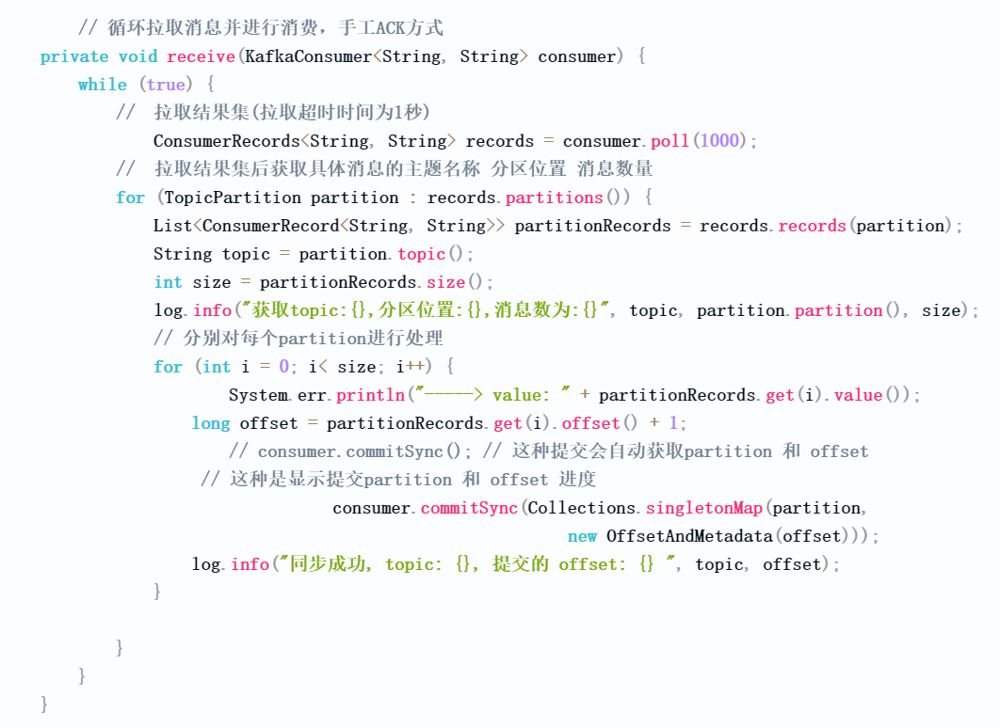 // 循环拉取消息并进行消费，手工ACK方式
private void receive(KafkaConsumer<String, String> consumer) {
while (true) {
// 拉取结果集(拉取超时时间为1秒)
ConsumerRecords<String, String> records = consumer.poll(1000);
// 拉取结果集后获取具体消息的主题名称 分区位置 消息数量
for (TopicPartition partition : records.partitions()) {
List<ConsumerRecord<String, String>> partitionRecords = records.records(partition);
String topic = partition.topic();
int size = partitionRecords.size();
log.info("获取topic:{},分区位置:{},消息数为:{}", topic, partition.partition(), size);
// 分别对每个partition进行处理
for (int i = 0; i< size; i++) {
System.err.println("-----> value: " + partitionRecords.get(i).value());
long offset = partitionRecords.get(i).offset() + 1;
// consumer.commitSync(); // 这种提交会自动获取partition 和 offset
// 这种是显示提交partition 和 offset 进度
consumer.commitSync(Collections.singletonMap(partition,
new OffsetAndMetadata(offset)));
log.info("同步成功, topic: {}, 提交的 offset: {} ", topic, offset);
}
}
}
}